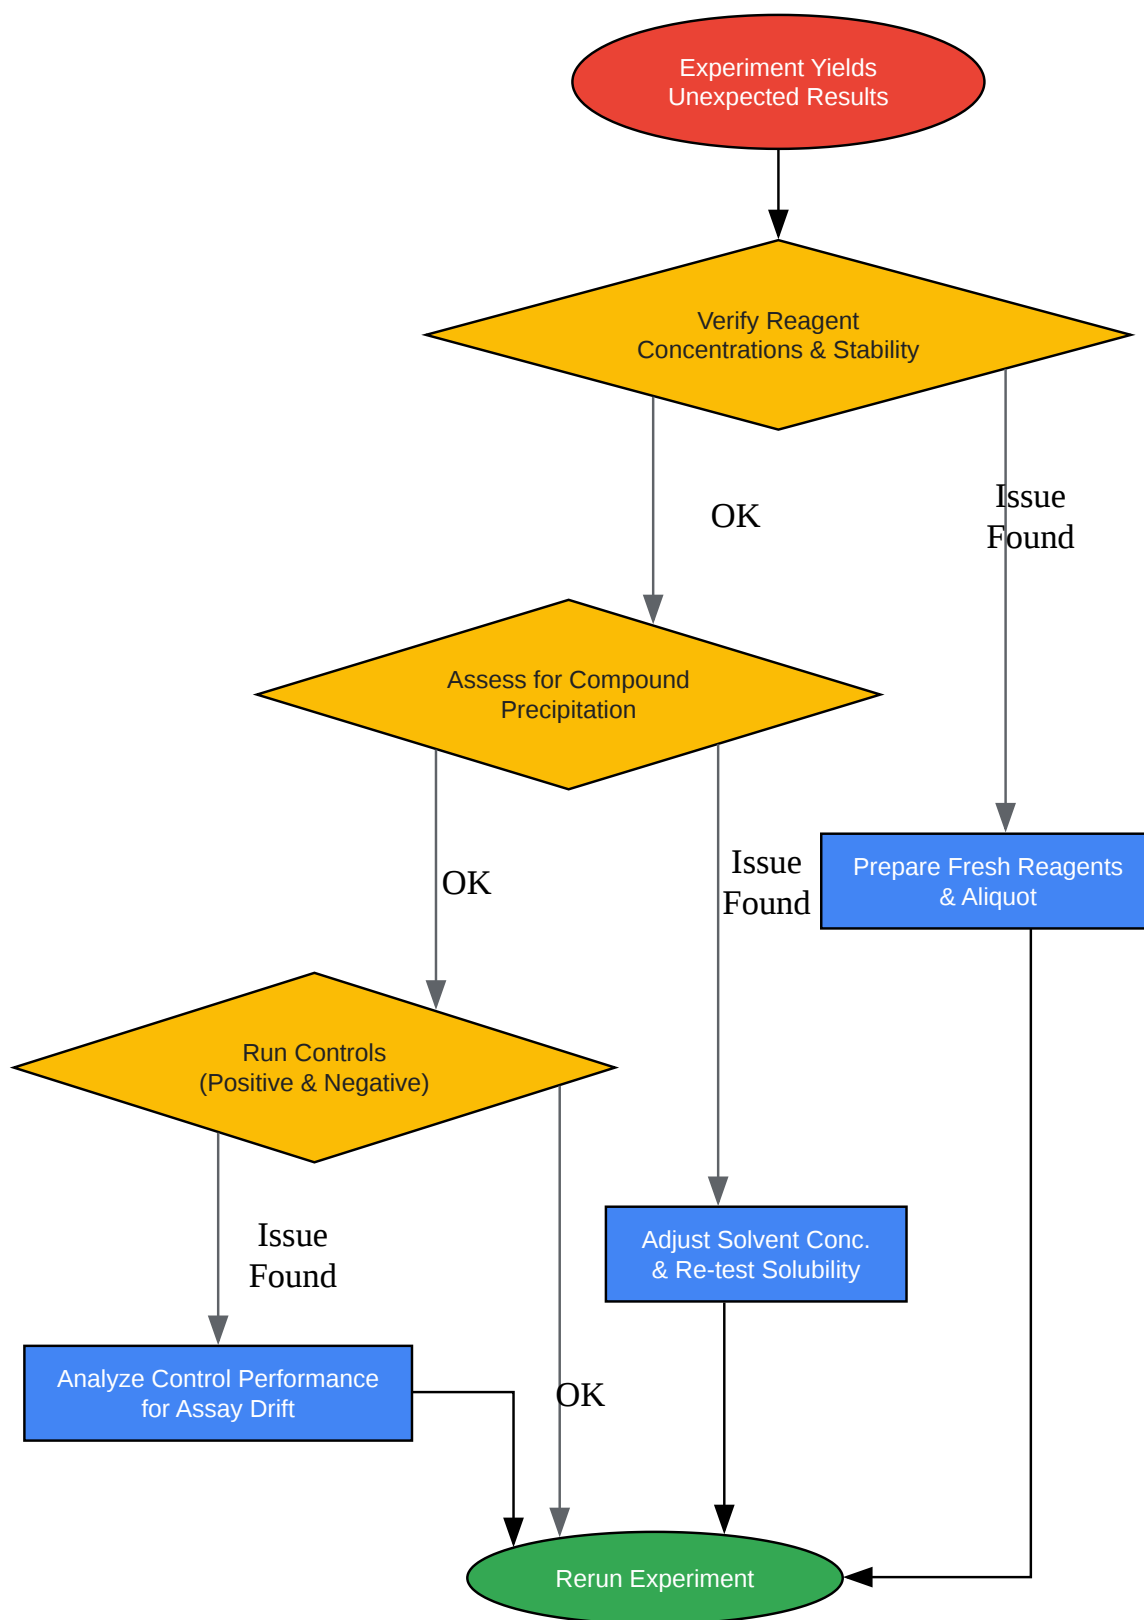 Experiment Yields
Unexpected Results
Verify Reagent
Concentrations & Stability
OK
Issue
Found
Assess for Compound
Precipitation
OK
Issue
Found
Prepare Fresh Reagents
& Aliquot
Run Controls
(Positive & Negative)
Issue
Found
Adjust Solvent Conc.
& Re-test Solubility
Analyze Control Performance
for Assay Drift
OK
Rerun Experiment